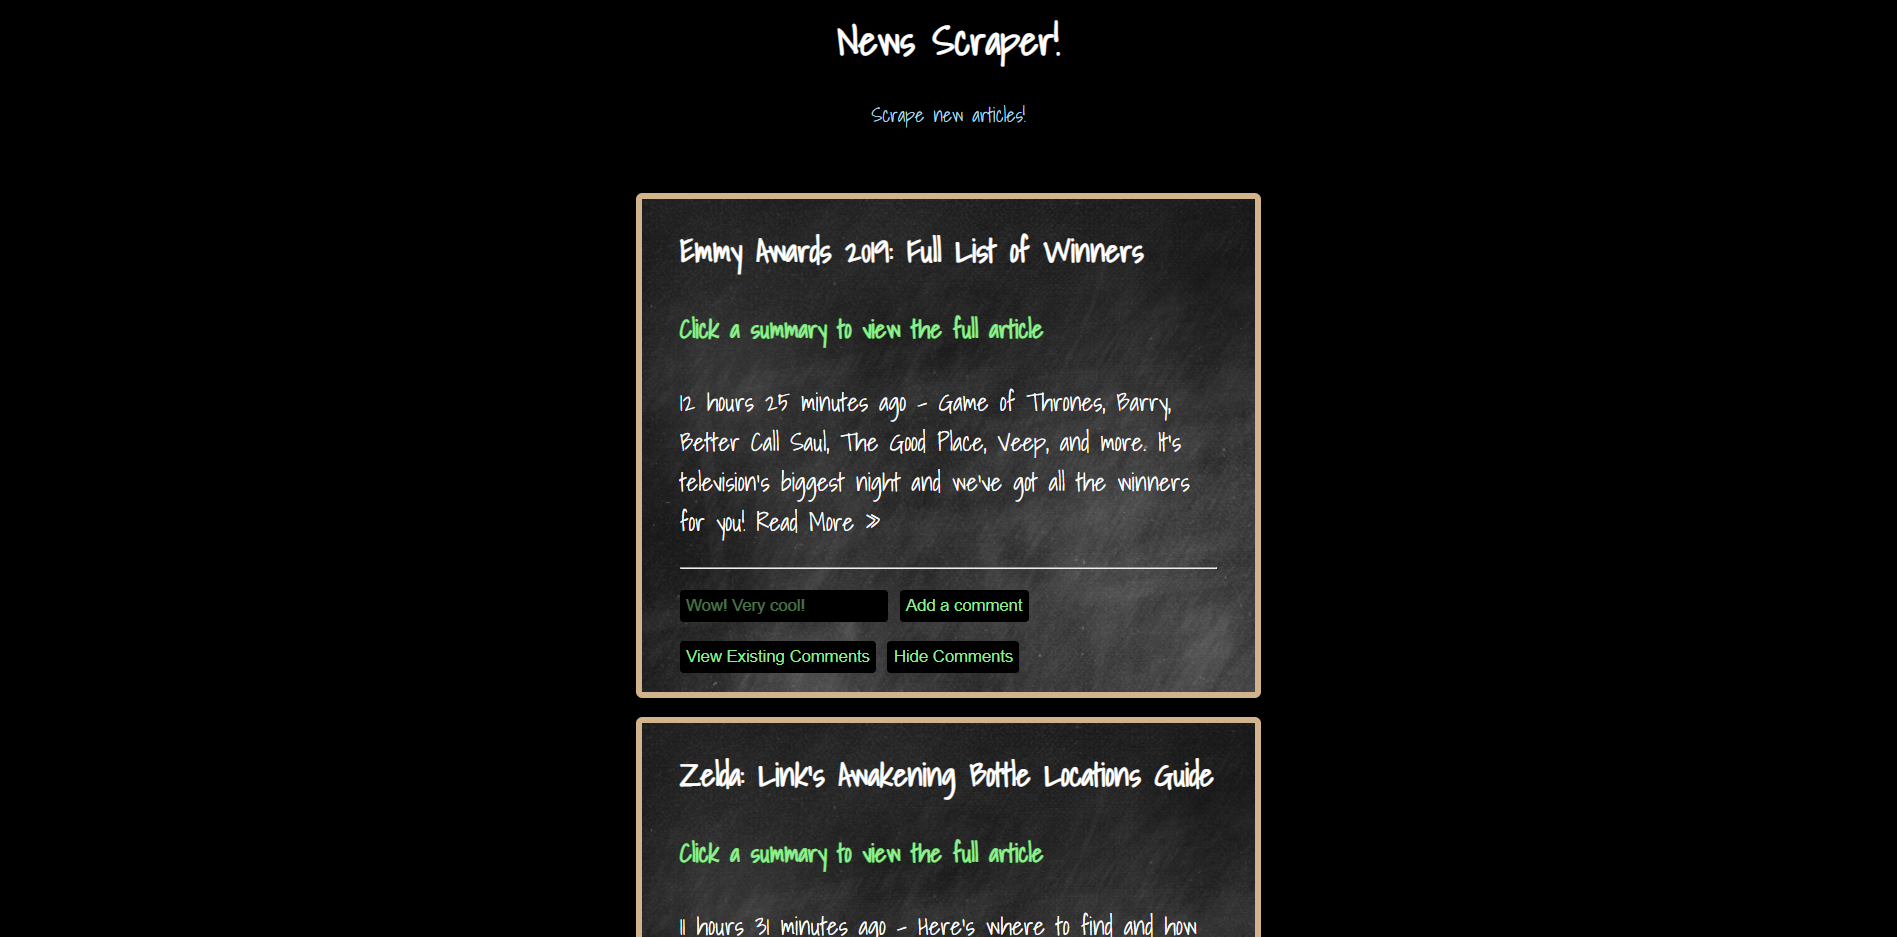 News Scraper!
Scrape new articles!
Emmy Awards 2019: Full List of Winners
Click a summary to view the full article
12 hours 25 minutes ago - Game of Thrones, Barry,
Better Call Saul, The Good Place, Veep, and more. It's
television's biggest night and we've got all the winners
for you! Read More »
Wow! Very cool!
Add a comment
View Existing Comments
Hide Comments
Zelda: Link's Awakening Bottle Locations Guide
Click a summary to view the full article
11 hours 31 minutes ago - Here's where to find and how